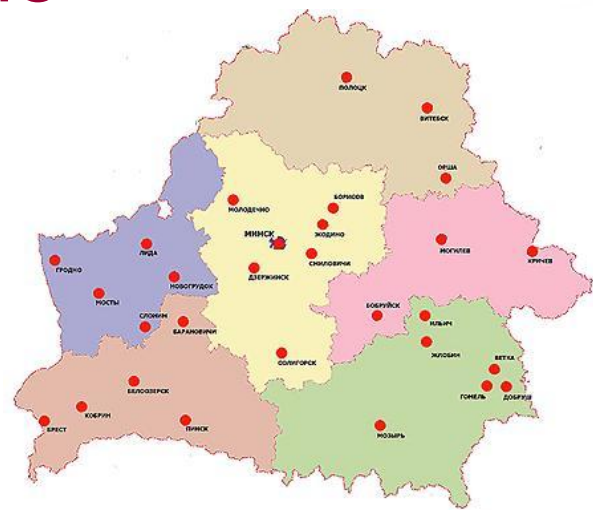 ПОЛОЦК
ВИТЕБСК
ОРША
МОЛОДЕЧНО
БОРИСОВ
МИНСК
ЖОДИНО
СМИЛОВИЧИ
ДЗЕРЖИНСК
МОГИЛЕВ
КРИЧЕВ
ЛИДА
ГРОДНО
НОВОГРУДОК
МОСТЫ
СЛОНИМ
БАРАНОВИЧИ
БОБРУЙСК
ИЛЬИЧ
ЖЛОБИН
СОЛИГОРСК
ВЕТКА
ГОМЕЛЬ
ДОБРУШ
БЕЛООЗЕРСК
КОБРИН
БРЕСТ
ПИНСК
МОЗЫРЬ